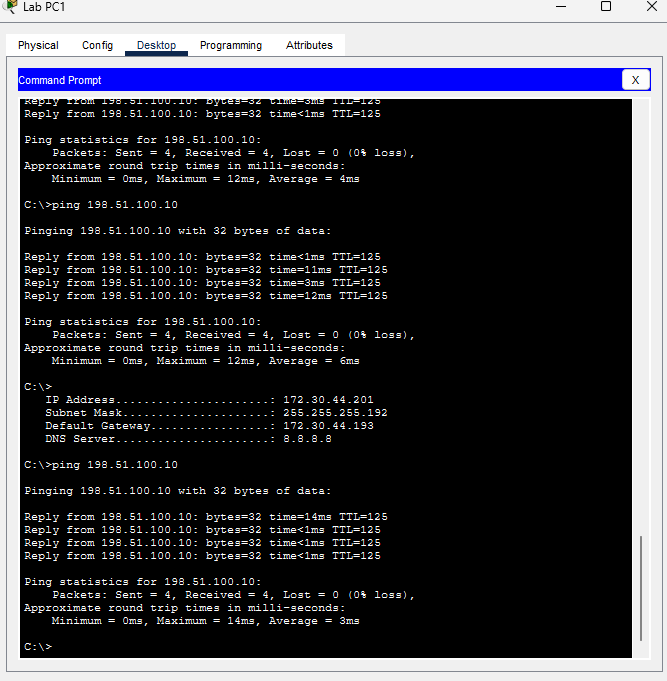 Lab PC1
Physical Config Desktop Programming Attributes
Command Prompt X
Reply from 198.51.100.10: bytes=32 time=3ms TTL=125
Reply from 198.51.100.10: bytes=32 time<1ms TTL=125
Ping statistics for 198.51.100.10:
Packets: Sent = 4, Received = 4, Lost = 0 (0% loss),
Approximate round trip times in milli-seconds:
Minimum = 0ms, Maximum = 12ms, Average = 4ms
C:\>ping 198.51.100.10
Pinging 198.51.100.10 with 32 bytes of data:
Reply from 198.51.100.10: bytes=32 time<1ms TTL=125
Reply from 198.51.100.10: bytes=32 time=11ms TTL=125
Reply from 198.51.100.10: bytes=32 time=3ms TTL=125
Reply from 198.51.100.10: bytes=32 time=12ms TTL=125
Ping statistics for 198.51.100.10:
Packets: Sent = 4, Received = 4, Lost = 0 (0% loss),
Approximate round trip times in milli-seconds:
Minimum = 0ms, Maximum = 12ms, Average = 6ms
C:\>
IP Address......................: 172.30.44.201
Subnet Mask.....................: 255.255.255.192
Default Gateway.................: 172.30.44.193
DNS Server......................: 8.8.8.8
C:\>ping 198.51.100.10
Pinging 198.51.100.10 with 32 bytes of data:
Reply from 198.51.100.10: bytes=32 time=14ms TTL=125
Reply from 198.51.100.10: bytes=32 time<1ms TTL=125
Reply from 198.51.100.10: bytes=32 time<1ms TTL=125
Reply from 198.51.100.10: bytes=32 time<1ms TTL=125
Ping statistics for 198.51.100.10:
Packets: Sent = 4, Received = 4, Lost = 0 (0% loss),
Approximate round trip times in milli-seconds:
Minimum = 0ms, Maximum = 14ms, Average = 3ms
C:\>